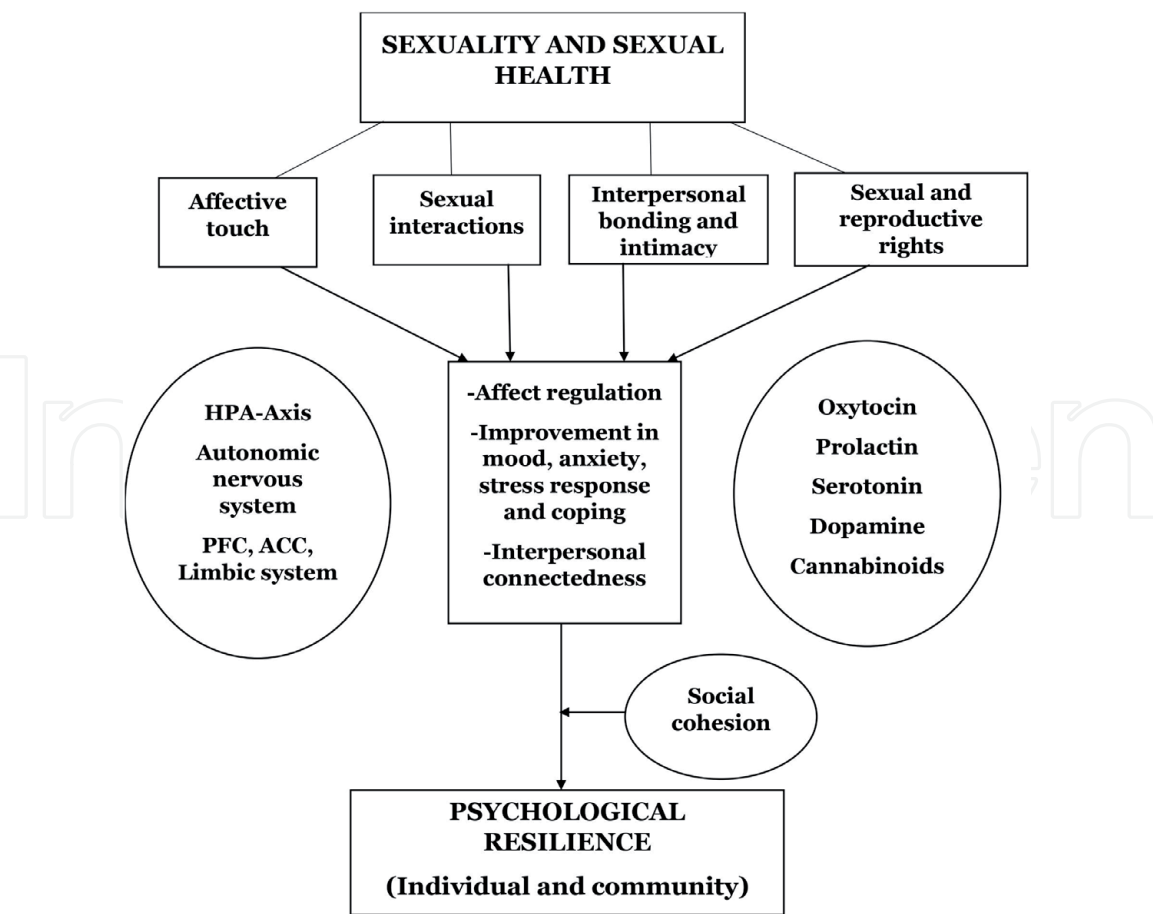 SEXUALITY AND SEXUAL
HEALTH
Affective
touch
Sexual
interactions
Interpersonal
bonding and
intimacy
Sexual and
reproductive
rights
HPA-Axis
Autonomic
nervous
system
PFC, ACC,
Limbic system
-Affect regulation
-Improvement in
mood, anxiety,
stress response
and coping
-Interpersonal
connectedness
Oxytocin
Prolactin
Serotonin
Dopamine
Cannabinoids
Social
cohesion
PSYCHOLOGICAL
RESILIENCE
(Individual and community)